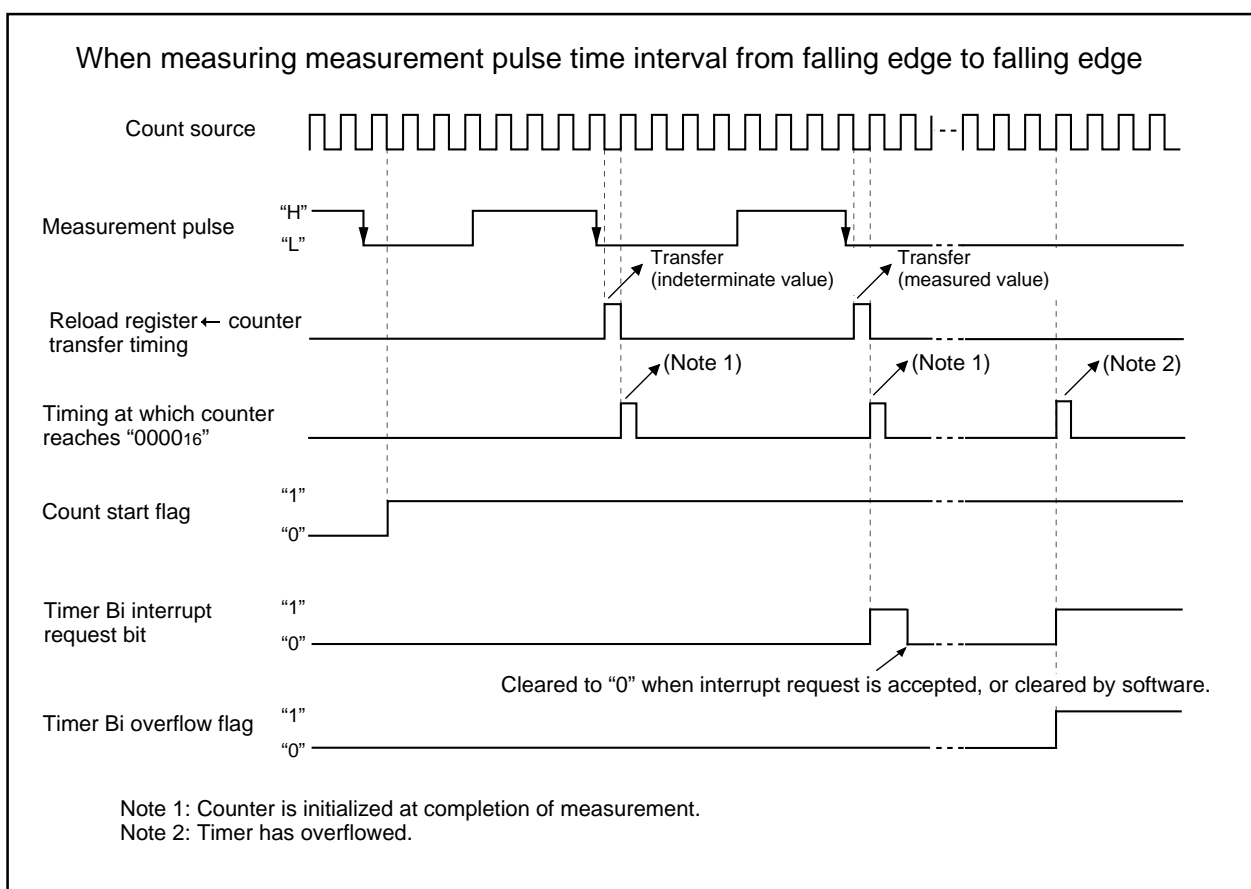 When measuring measurement pulse time interval from falling edge to falling edge
Count source
Measurement pulse
“H”
“L”
Transfer
(indeterminate value)
Transfer
(measured value)
Reload register ← counter
transfer timing
(Note 1)
(Note 1)
(Note 2)
Timing at which counter
reaches “000016”
Count start flag
“1”
“0”
Timer Bi interrupt
request bit
“1”
“0”
Cleared to “0” when interrupt request is accepted, or cleared by software.
Timer Bi overflow flag
“1”
“0”
Note 1: Counter is initialized at completion of measurement.
Note 2: Timer has overflowed.